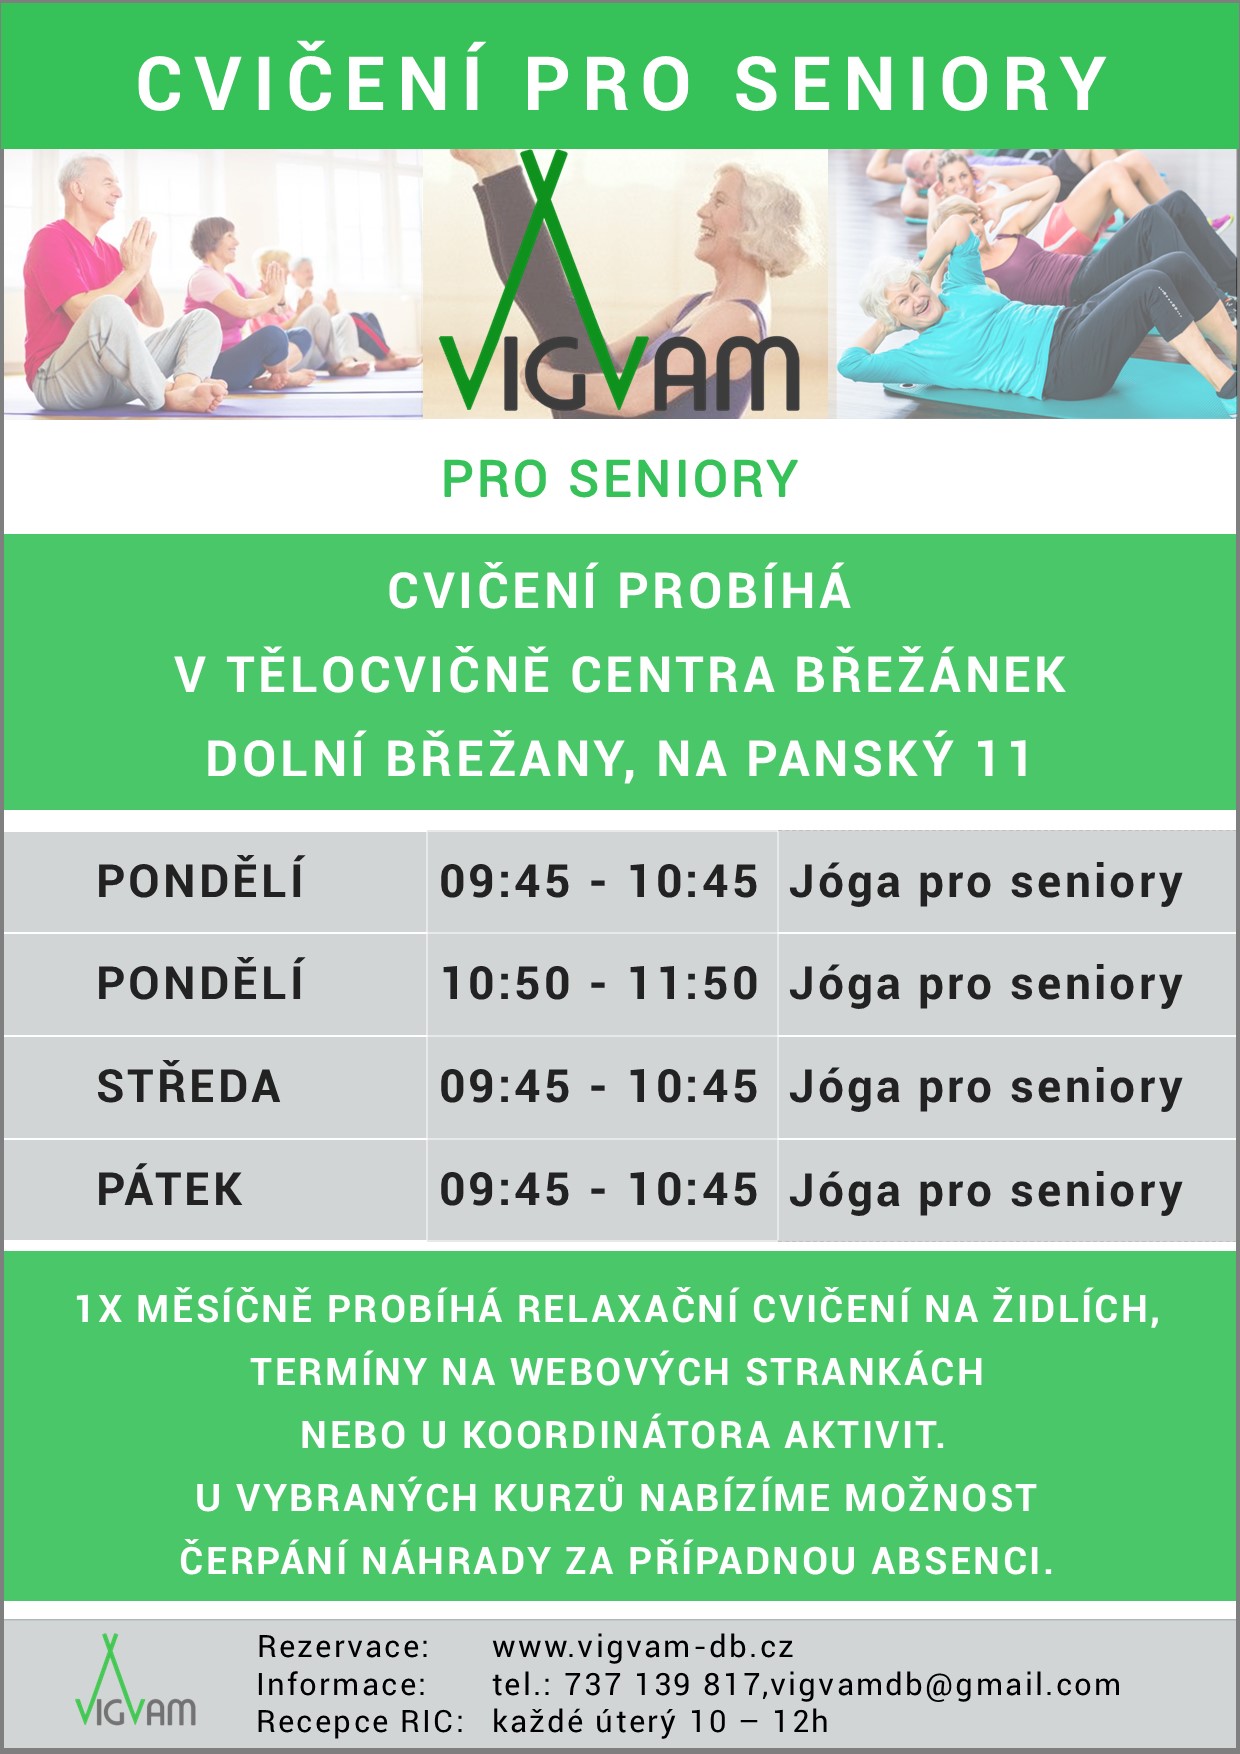 CVIČENÍ PRO SENIORY
VIGVAM
PRO SENIORY
CVIČENÍ PROBÍHÁ
V TĚLOCVIČNĚ CENTRA BŘEŽÁNEK
DOLNÍ BŘEŽANY, NA PANSKÝ 11
PONDĚLÍ 09:45 - 10:45 Jóga pro seniory
PONDĚLÍ 10:50 - 11:50 Jóga pro seniory
STŘEDA 09:45 - 10:45 Jóga pro seniory
PÁTEK 09:45 - 10:45 Jóga pro seniory
1X MĚSÍČNĚ PROBÍHÁ RELAXAČNÍ CVIČENÍ NA ŽIDLÍCH,
TERMÍNY NA WEBOVÝCH STRANKÁCH
NEBO U KOORDINÁTORA AKTIVIT.
U VYBRANÝCH KURZŮ NABÍZÍME MOŽNOST
ČERPÁNÍ NÁHRADY ZA PŘÍPADNOU ABSENCI.
VIGVAM
Rezervace: www.vigvam-db.cz
Informace: tel.: 737 139 817,vigvamdb@gmail.com
Recepce RIC: každé úterý 10 – 12h